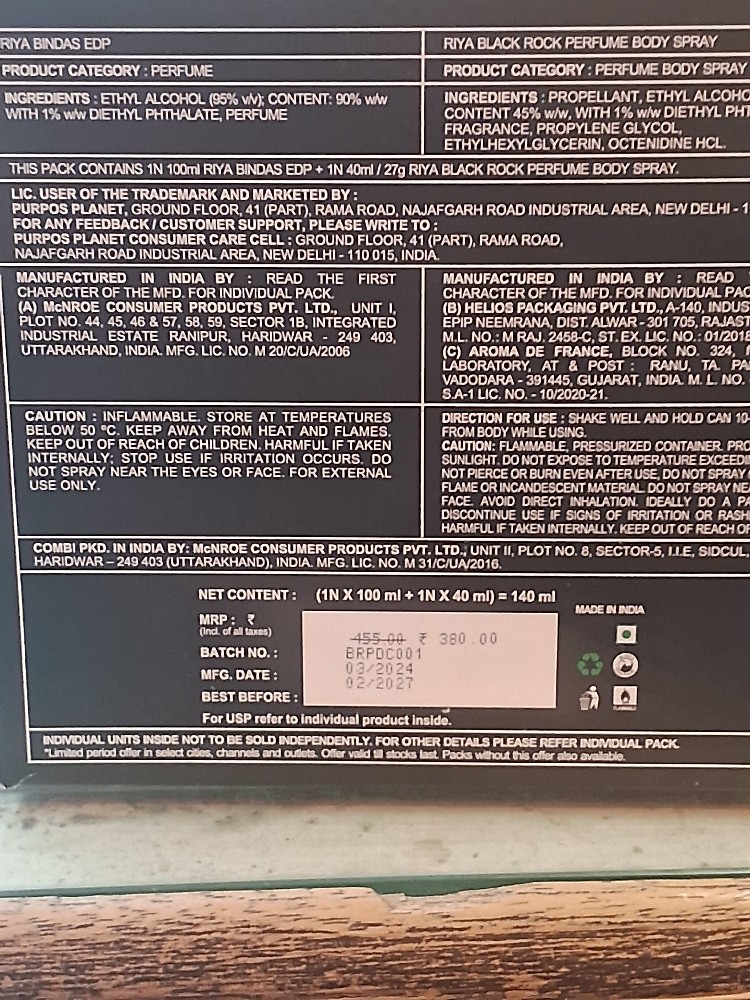 RIYA BINDAS EDP
PRODUCT CATEGORY : PERFUME
INGREDIENTS : ETHYL ALCOHOL (95% v/v); CONTENT: 90% w/w
WITH 1% w/w DIETHYL PHTHALATE, PERFUME
RIYA BLACK ROCK PERFUME BODY SPRAY
PRODUCT CATEGORY : PERFUME BODY SPRAY
INGREDIENTS : PROPELLANT, ETHYL ALCOHO
CONTENT 45% w/w, WITH 1% w/w DIETHYL PHT
FRAGRANCE, PROPYLENE GLYCOL,
ETHYLHEXYLGLYCERIN, OCTENIDINE HCL.
THIS PACK CONTAINS 1N 100ml RIYA BINDAS EDP + 1N 40ml / 27g RIYA BLACK ROCK PERFUME BODY SPRAY.
LIC. USER OF THE TRADEMARK AND MARKETED BY :
PURPOS PLANET, GROUND FLOOR, 41 (PART), RAMA ROAD, NAJAFGARH ROAD INDUSTRIAL AREA, NEW DELHI - 1
FOR ANY FEEDBACK / CUSTOMER SUPPORT, PLEASE WRITE TO :
PURPOS PLANET CONSUMER CARE CELL : GROUND FLOOR, 41 (PART), RAMA ROAD,
NAJAFGARH ROAD INDUSTRIAL AREA, NEW DELHI - 110 015, INDIA.
MANUFACTURED IN INDIA BY : READ THE FIRST
CHARACTER OF THE MFD. FOR INDIVIDUAL PACK.
(A) McNROE CONSUMER PRODUCTS PVT. LTD., UNIT I,
PLOT NO. 44, 45, 46 & 57, 58, 59, SECTOR 1B, INTEGRATED
INDUSTRIAL ESTATE RANIPUR, HARIDWAR - 249 403,
UTTARAKHAND, INDIA. MFG. LIC. NO. M 20/C/UA/2006
MANUFACTURED IN INDIA BY : READ
CHARACTER OF THE MFD. FOR INDIVIDUAL PAC
(B) HELIOS PACKAGING PVT. LTD., A-140, INDUS
EPIP NEEMRANA, DIST. ALWAR - 301 705, RAJAST
M.L. NO.: M RAJ. 2458-C, ST. EX. LIC. NO.: 01/2018
(C) AROMA DE FRANCE, BLOCK NO. 324,
LABORATORY, AT & POST : RANU, TA. PA
VADODARA - 391445, GUJARAT, INDIA. M. L. NO.
S.A-1 LIC. NO. - 10/2020-21.
CAUTION : INFLAMMABLE. STORE AT TEMPERATURES
BELOW 50 ºC. KEEP AWAY FROM HEAT AND FLAMES.
KEEP OUT OF REACH OF CHILDREN. HARMFUL IF TAKEN
INTERNALLY; STOP USE IF IRRITATION OCCURS. DO
NOT SPRAY NEAR THE EYES OR FACE. FOR EXTERNAL
USE ONLY.
DIRECTION FOR USE : SHAKE WELL AND HOLD CAN 10-
FROM BODY WHILE USING.
CAUTION: FLAMMABLE, PRESSURIZED CONTAINER. PRO
SUNLIGHT. DO NOT EXPOSE TO TEMPERATURE EXCEEDI
NOT PIERCE OR BURN EVEN AFTER USE, DO NOT SPRAY
FLAME OR INCANDESCENT MATERIAL. DO NOT SPRAY NEA
FACE. AVOID DIRECT INHALATION. IDEALLY DO A PA
DISCONTINUE USE IF SIGNS OF IRRITATION OR RASH
HARMFUL IF TAKEN INTERNALLY. KEEP OUT OF REACH OF
COMBI PKD. IN INDIA BY: McNROE CONSUMER PRODUCTS PVT. LTD., UNIT II, PLOT NO. 8, SECTOR-5, I.I.E, SIDCUL,
HARIDWAR – 249 403 (UTTARAKHAND), INDIA. MFG. LIC. NO. M 31/C/UA/2016.
NET CONTENT : (1N X 100 ml + 1N X 40 ml) = 140 ml
MRP : ₹ 455.00 ₹ 380.00
(Incl. of all taxes)
BATCH NO. : BRPDC001
MFG. DATE : 03/2024
BEST BEFORE : 02/2027
For USP refer to individual product inside.
MADE IN INDIA
FLAMMABLE
INDIVIDUAL UNITS INSIDE NOT TO BE SOLD INDEPENDENTLY. FOR OTHER DETAILS PLEASE REFER INDIVIDUAL PACK.
*Limited period offer in select cities, channels and outlets. Offer valid till stocks last. Packs without this offer also available.